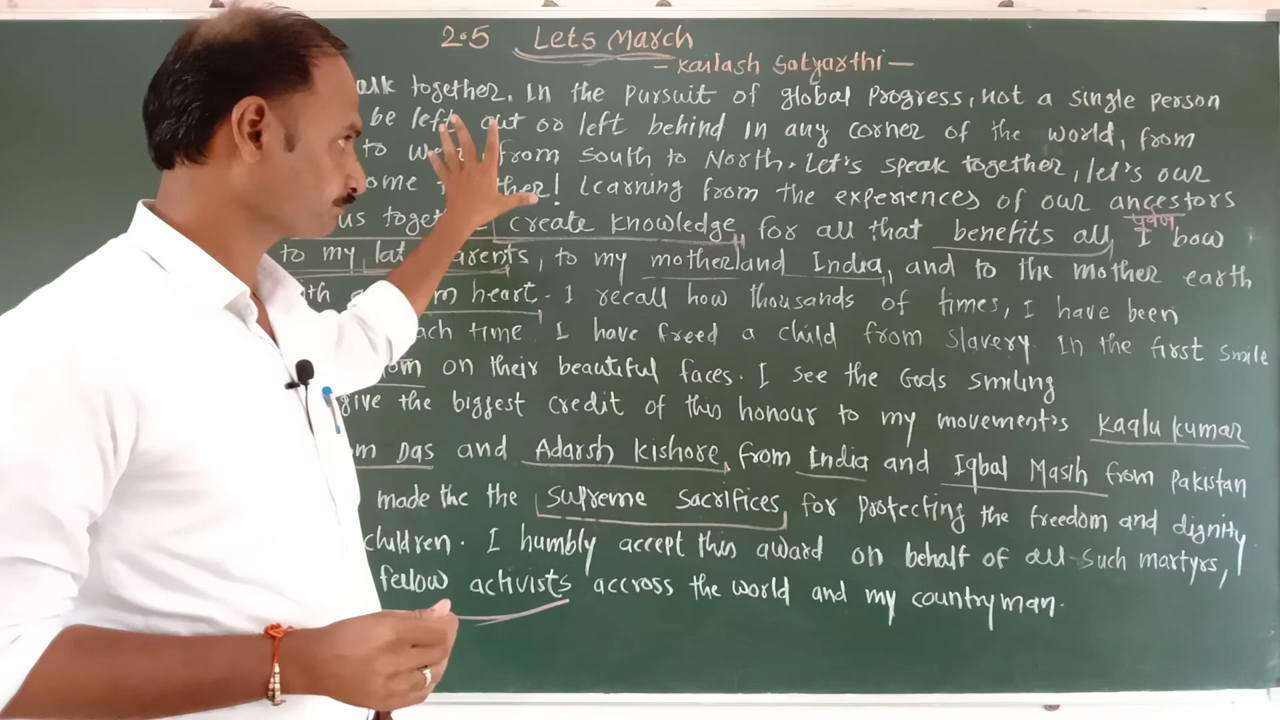 2.5 Lets March
- Kailash Satyarthi -
alk together. In the pursuit of global Progress, not a single person
be left out or left behind in any corner of the world, from
to from South to North. Let's speak together, let's our
ome ther! Learning from the experiences of our ancestors
पूर्वज
us create knowledge for all that benefits all, I bow
to my late arents, to my motherland India, and to the mother earth
m heart. I recall how thousands of times, I have been
ach time I have freed a child from slavery In the first smile
om on their beautiful faces. I see the Gods smiling
give the biggest credit of this honour to my movement's Kaalu kumar
m Das and Adarsh Kishore, from India and Iqbal Masih from Pakistan
made the the Supreme Sacrifices for Protecting the freedom and dignity
children. I humbly accept this award on behalf of all such martyrs,
fellow activists accross the world and my countryman.